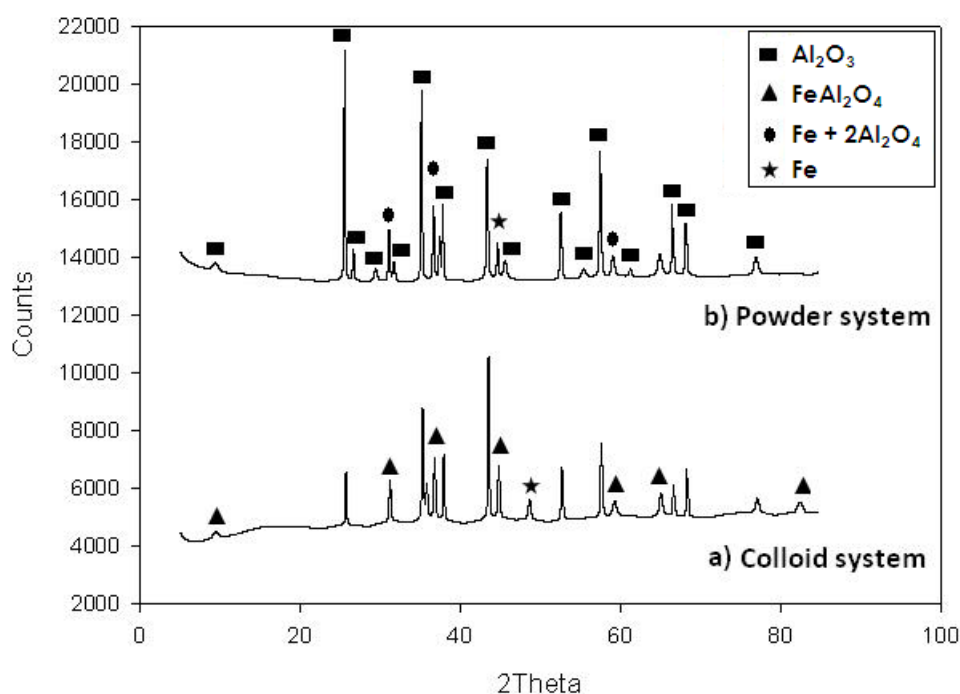 22000
20000
18000
16000
14000
12000
10000
8000
6000
4000
2000
Counts
0
20
40
60
80
100
2Theta
Al₂O₃
FeAl₂O₄
Fe + 2Al₂O₄
Fe
b) Powder system
a) Colloid system